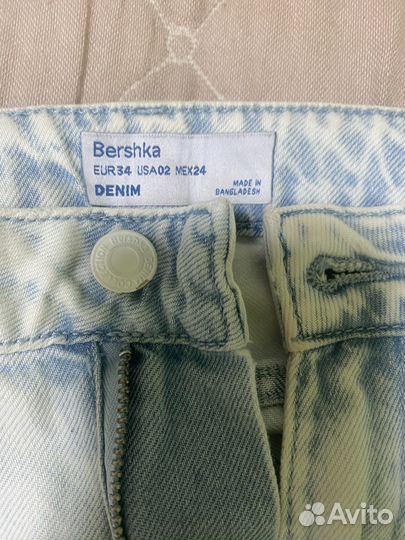 Bershka
EUR34 USA02 MEX24
DENIM
MADE IN
BANGLADESH
Avito